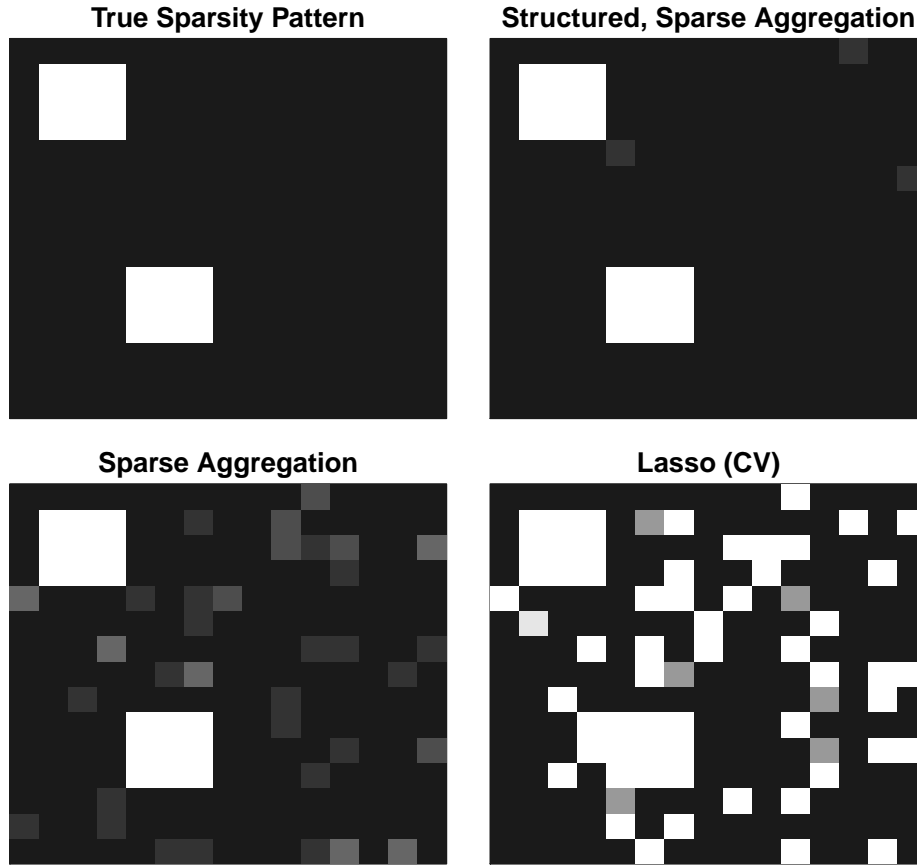 True Sparsity Pattern
Structured, Sparse Aggregation
Sparse Aggregation
Lasso (CV)